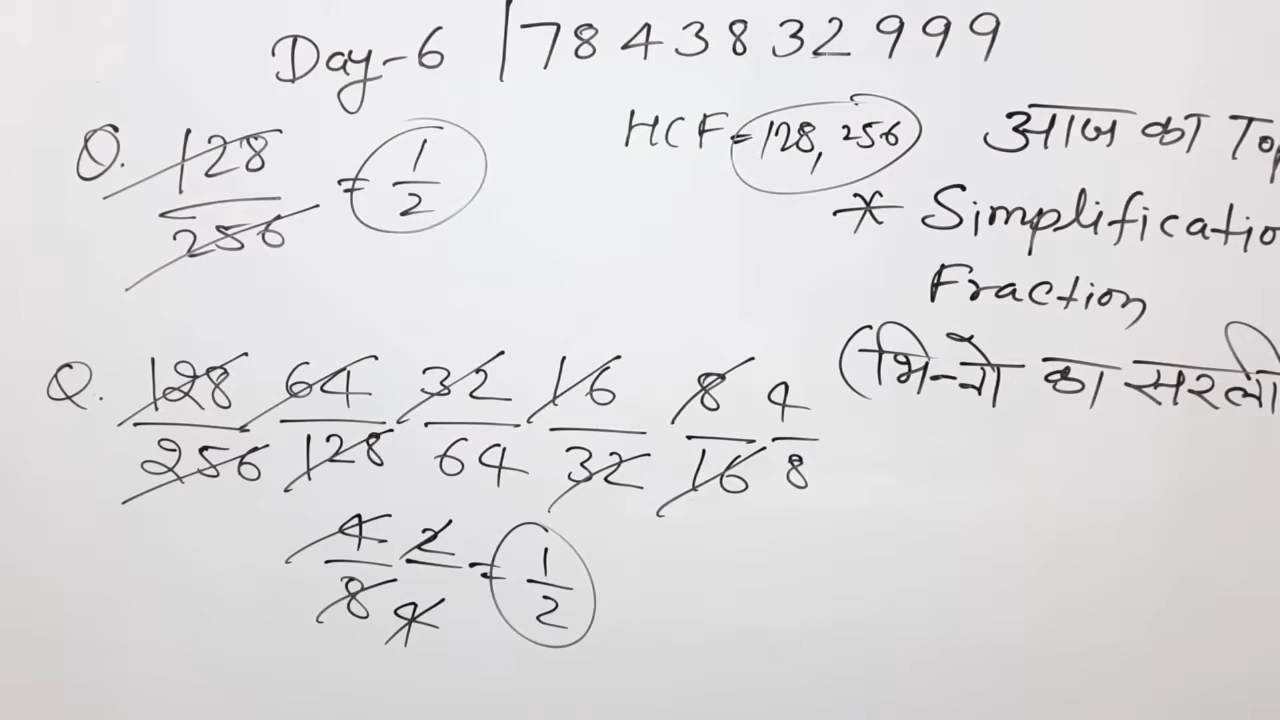 Day-6 | 7843832999
Q. 128/256 = 1/2
HCF = 128, 256
आज का
* Simplificatio
Fraction
(भिन्नो का सरली
Q. 128/256 64/128 32/64 16/32 8/16 4/8
4/8 2/4 = 1/2